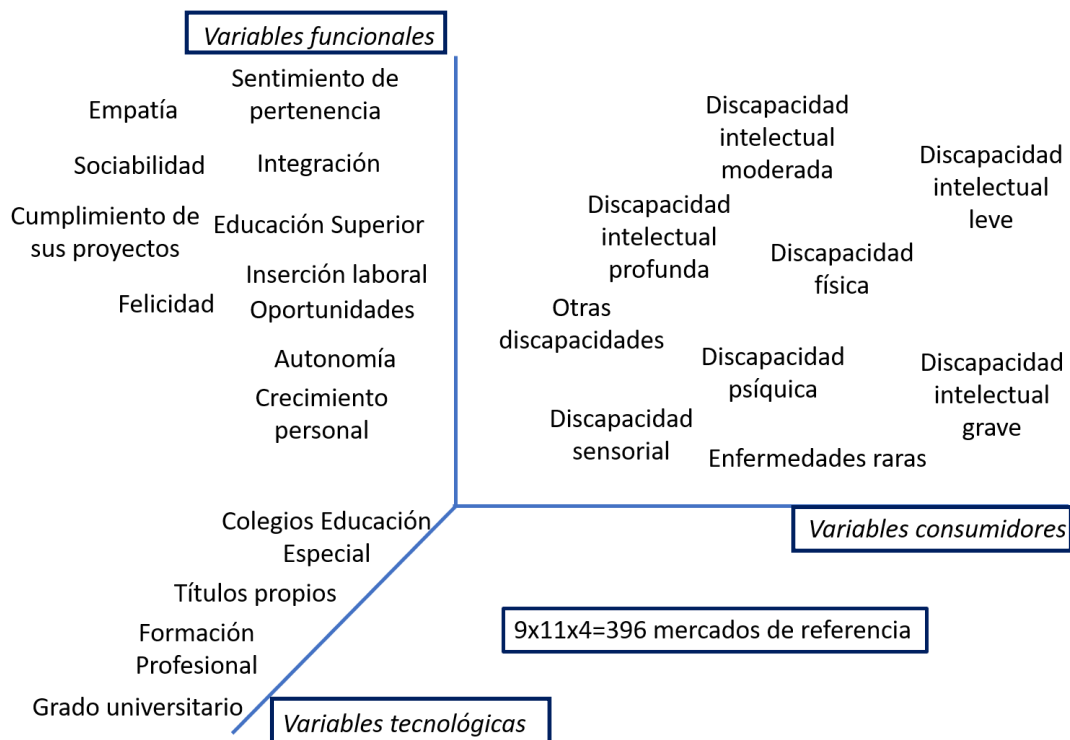 Variables funcionales
Sentimiento de
pertenencia
Empatía
Sociabilidad
Integración
Cumplimiento de
sus proyectos
Educación Superior
Inserción laboral
Felicidad
Oportunidades
Autonomía
Crecimiento
personal
Discapacidad
intelectual
moderada
Discapacidad
intelectual
leve
Discapacidad
intelectual
profunda
Discapacidad
física
Otras
discapacidades
Discapacidad
psíquica
Discapacidad
intelectual
grave
Discapacidad
sensorial
Enfermedades raras
Variables consumidores
Colegios Educación
Especial
Títulos propios
Formación
Profesional
Grado universitario
Variables tecnológicas
9x11x4=396 mercados de referencia